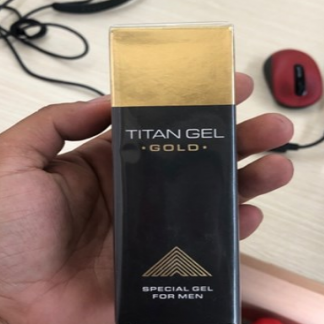 TITAN GEL
• GOLD •
SPECIAL GEL
FOR MEN